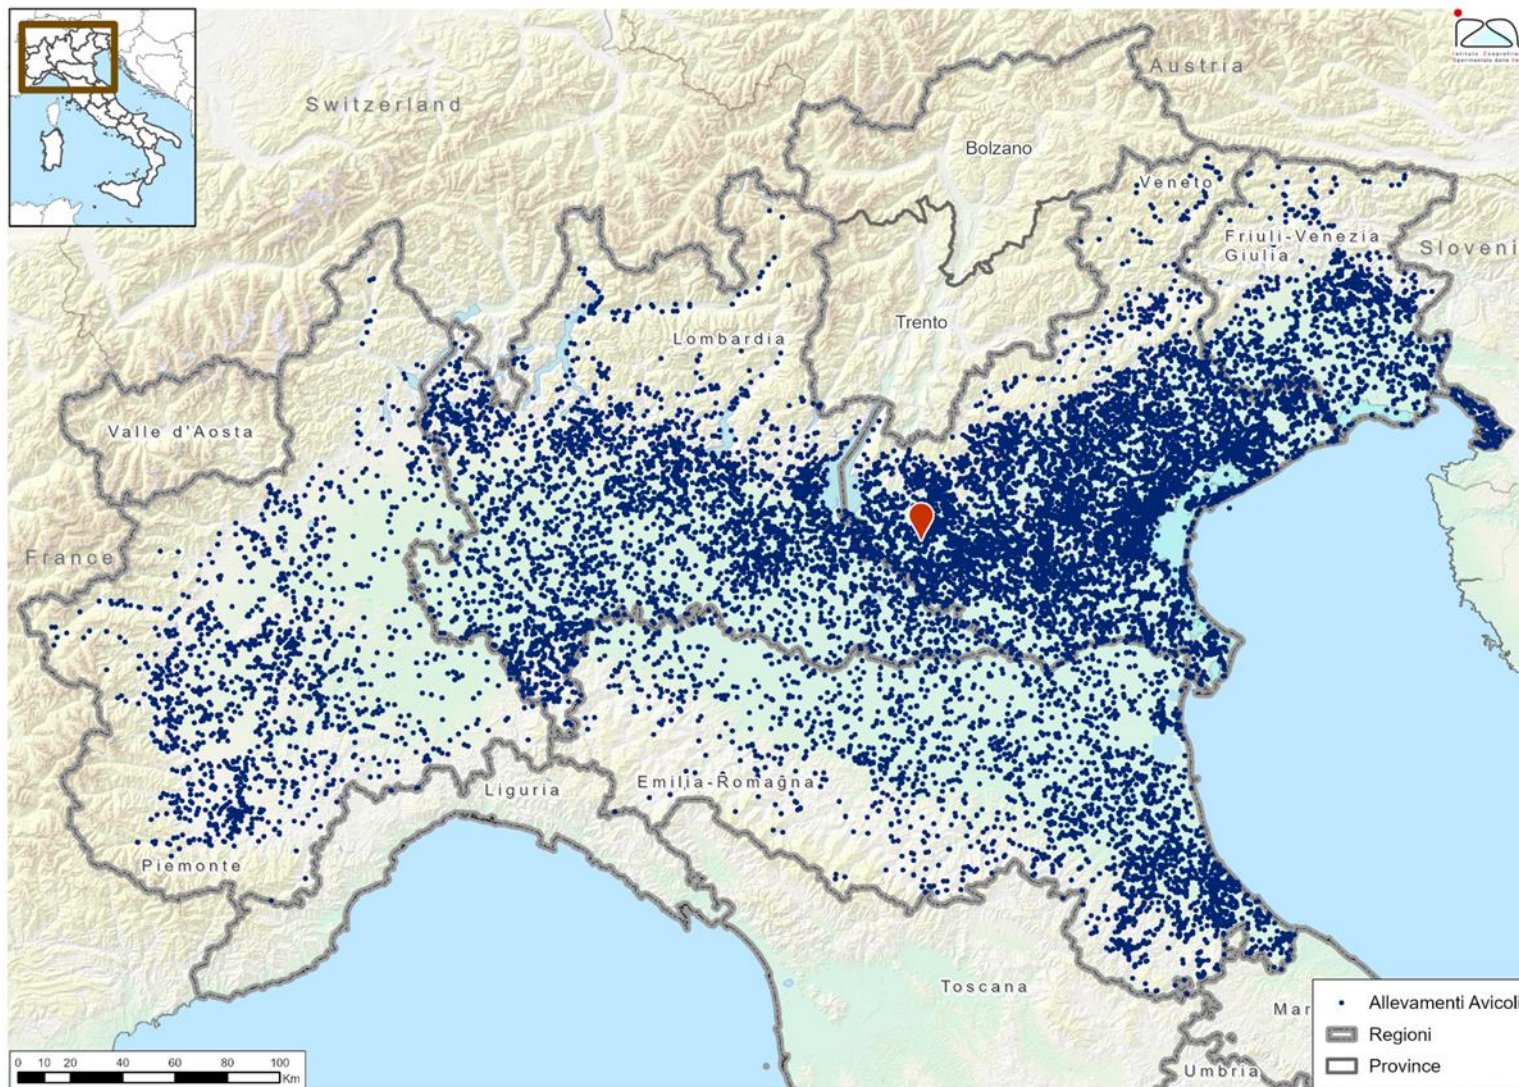 Austria
Switzerland
Bolzano
Veneto
Friuli-Venezia
Giulia
Sloveni
Trento
Lombardia
Valle d'Aosta
France
Emilia-Romagna
Liguria
Piemonte
Toscana
Mar
Umbria
Allevamenti Avicoli
Regioni
Province
0 10 20 40 60 80 100
Km